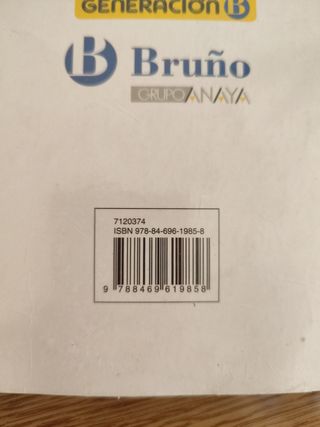 GENERACIÓN B
B Bruño
GRUPO ANAYA
7120374
ISBN 978-84-696-1985-8
9 788469 619858